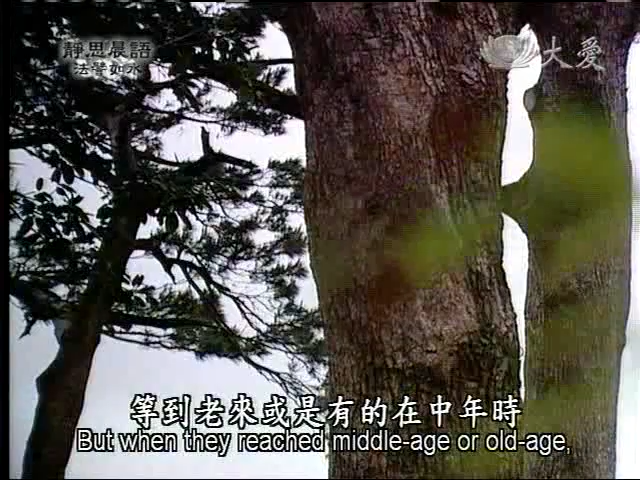 靜思晨語
法譬如水
大愛
等到老來或是有的在中年時
But when they reached middle-age or old-age,